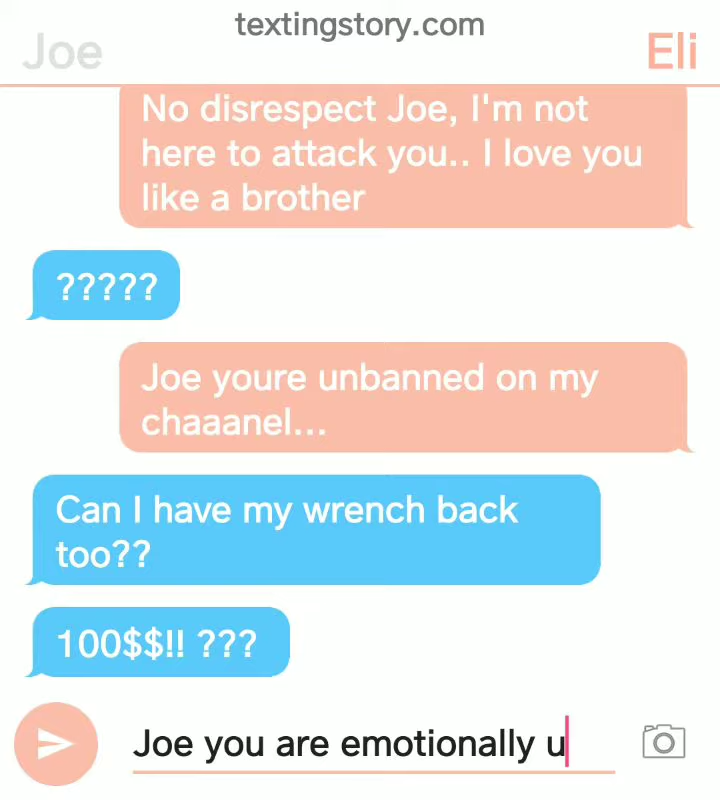 textingstory.com
Joe
Eli
No disrespect Joe, I'm not
here to attack you.. I love you
like a brother
?????
Joe youre unbanned on my
chaaanel...
Can I have my wrench back
too??
100$$!! ???
Joe you are emotionally u